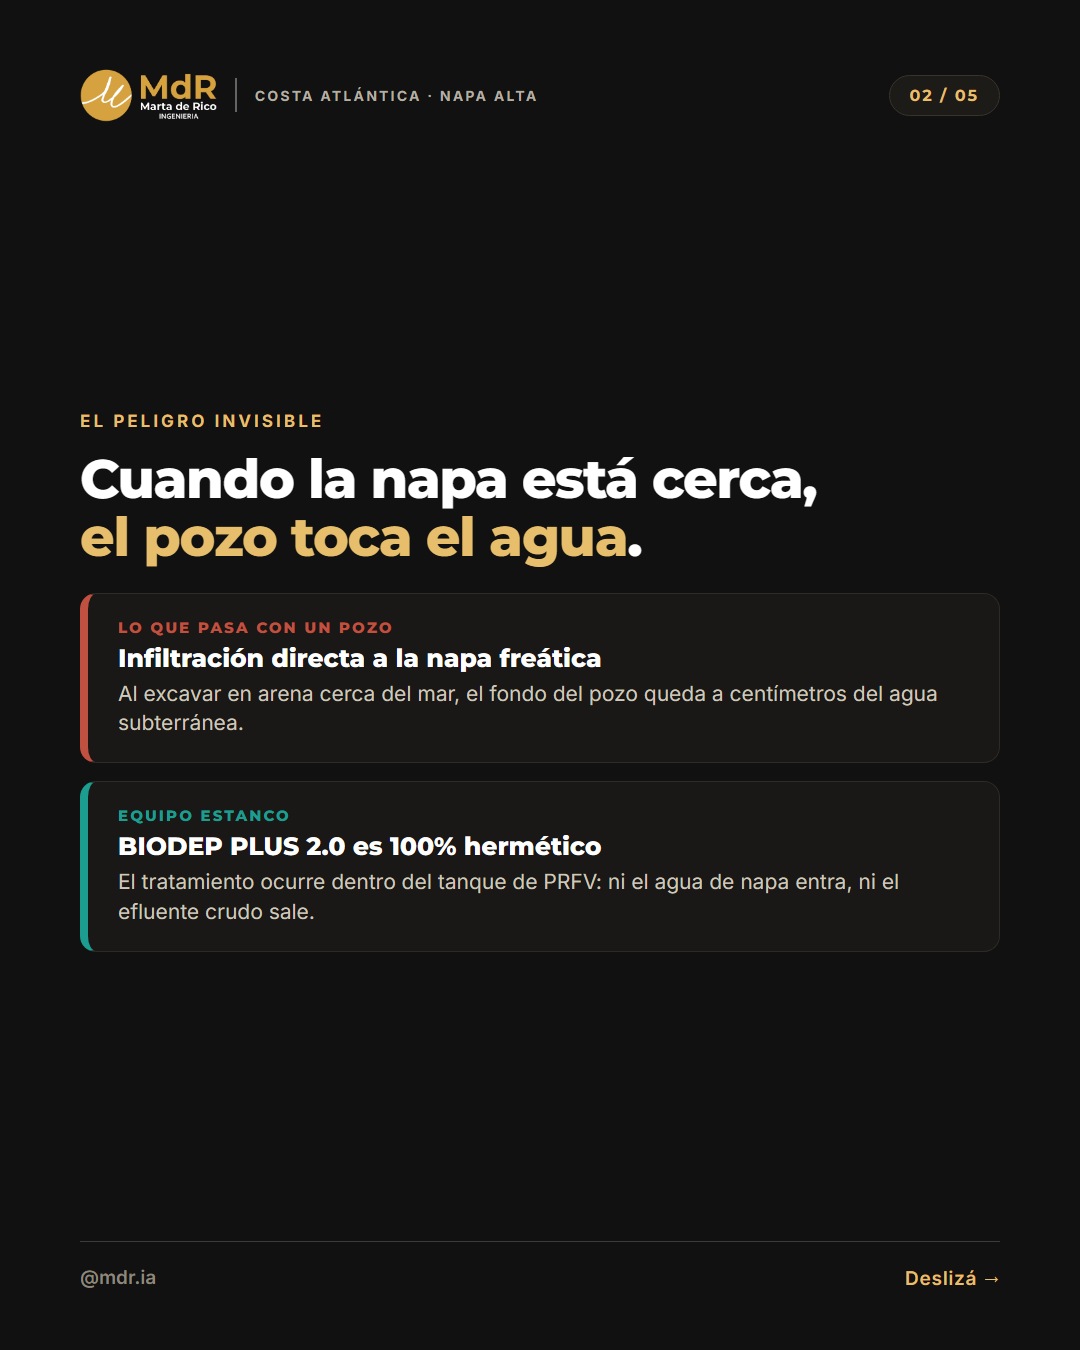 MdR
Marta de Rico
INGENIERIA
COSTA ATLÁNTICA · NAPA ALTA
02 / 05
EL PELIGRO INVISIBLE
Cuando la napa está cerca,
el pozo toca el agua.
LO QUE PASA CON UN POZO
Infiltración directa a la napa freática
Al excavar en arena cerca del mar, el fondo del pozo queda a centímetros del agua
subterránea.
EQUIPO ESTANCO
BIODEP PLUS 2.0 es 100% hermético
El tratamiento ocurre dentro del tanque de PRFV: ni el agua de napa entra, ni el
efluente crudo sale.
@mdr.ia
Deslizá →